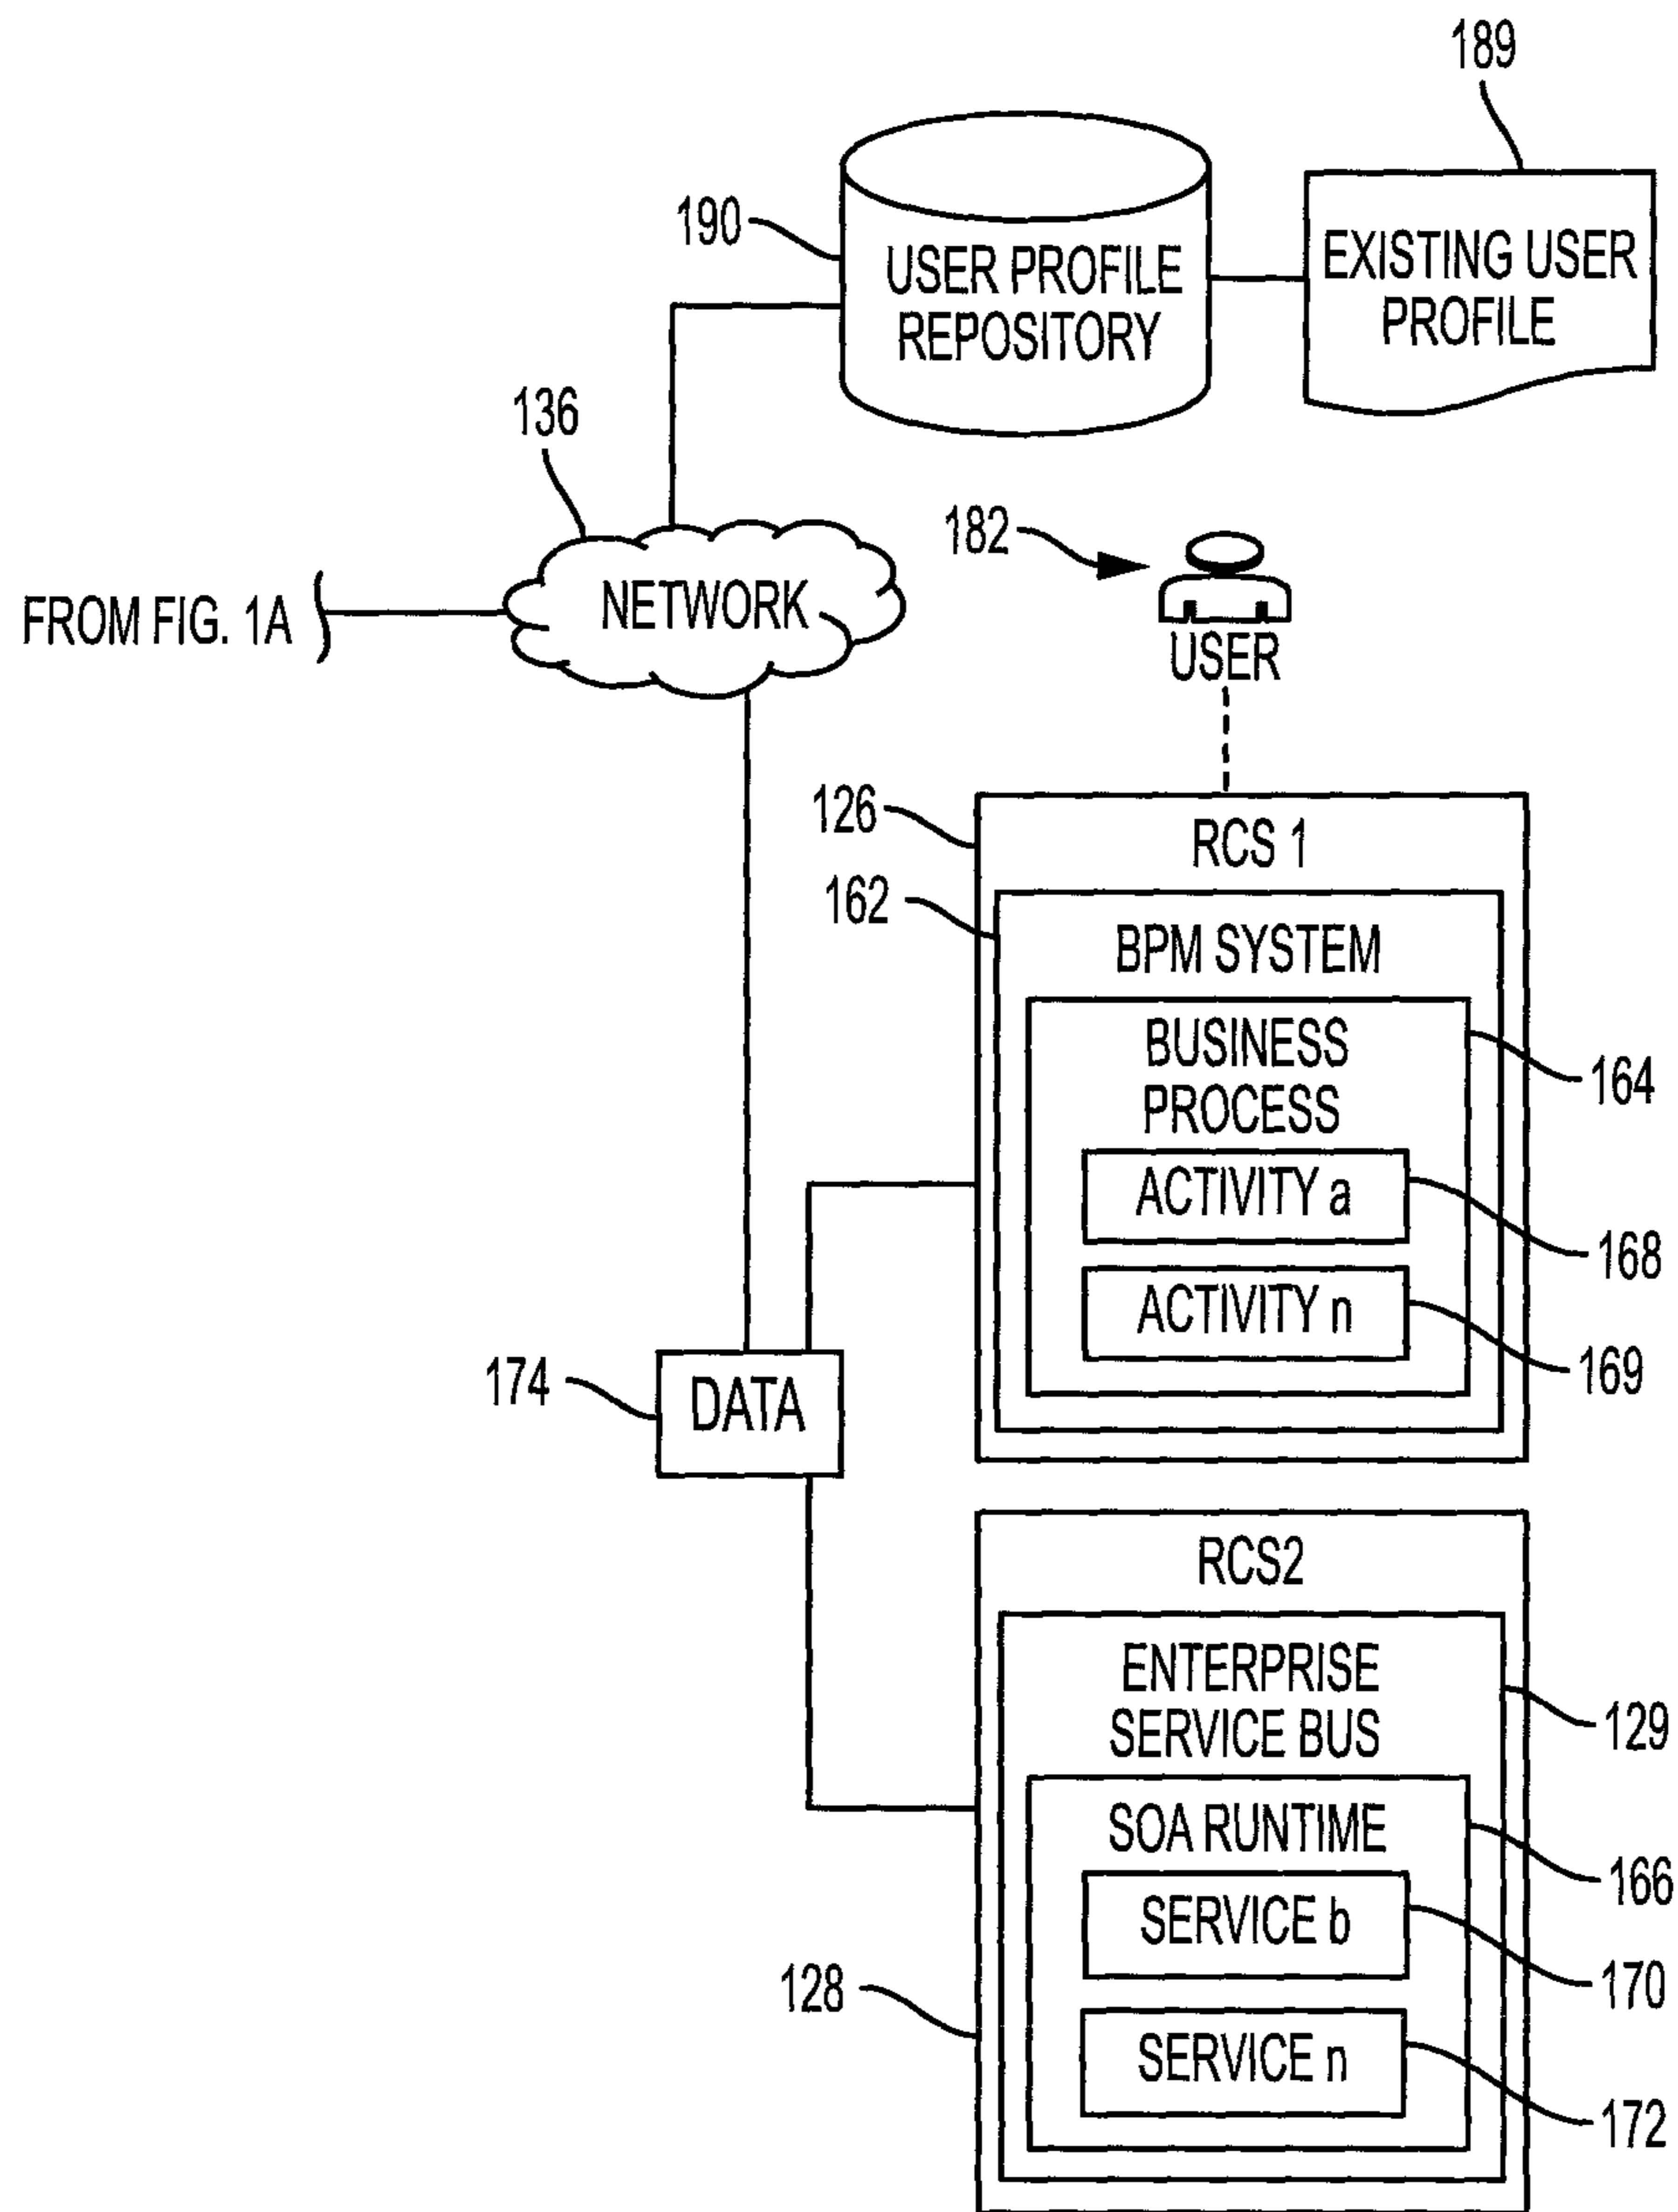 189
190
USER PROFILE
REPOSITORY
EXISTING USER
PROFILE
136
182
FROM FIG. 1A
NETWORK
USER
126
RCS 1
162
BPM SYSTEM
BUSINESS
PROCESS
164
ACTIVITY a
168
ACTIVITY n
169
174
DATA
RCS2
ENTERPRISE
SERVICE BUS
129
SOA RUNTIME
166
SERVICE b
170
128
SERVICE n
172